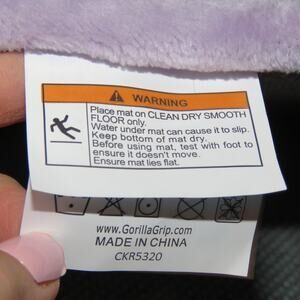 WARNING
Place mat on CLEAN DRY SMOOTH
FLOOR only.
Water under mat can cause it to slip.
Keep bottom of mat dry.
Before using mat, test with foot to
ensure it doesn't move.
Ensure mat lies flat.
www.GorillaGrip.com
MADE IN CHINA
CKR5320